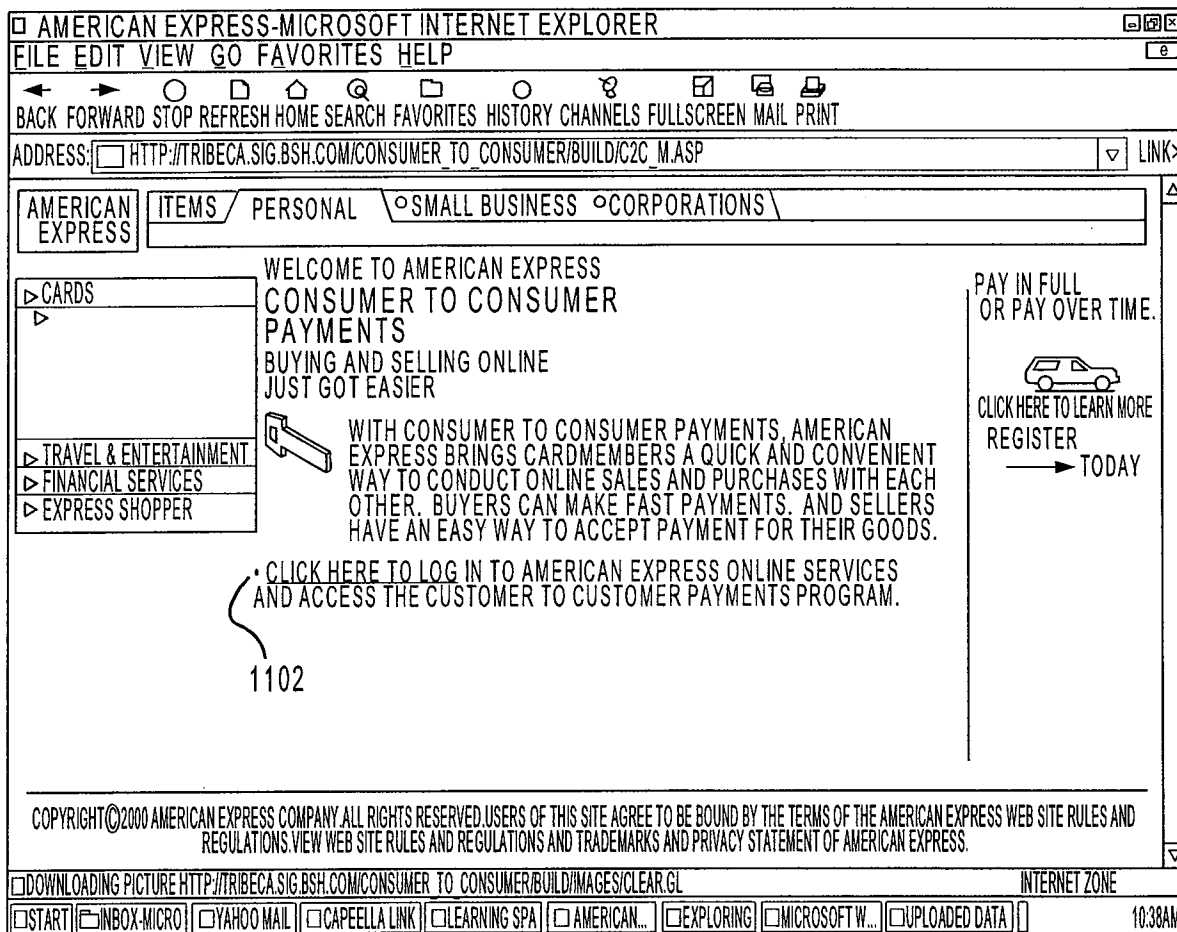 AMERICAN EXPRESS-MICROSOFT INTERNET EXPLORER
FILE EDIT VIEW GO FAVORITES HELP
e
BACK FORWARD STOP REFRESH HOME SEARCH FAVORITES HISTORY CHANNELS FULLSCREEN MAIL PRINT
ADDRESS: HTTP://TRIBECA.SIG.BSH.COM/CONSUMER_TO_CONSUMER/BUILD/C2C_M.ASP LINK>
AMERICAN EXPRESS
ITEMS PERSONAL SMALL BUSINESS CORPORATIONS
CARDS
TRAVEL & ENTERTAINMENT
FINANCIAL SERVICES
EXPRESS SHOPPER
WELCOME TO AMERICAN EXPRESS
CONSUMER TO CONSUMER
PAYMENTS
BUYING AND SELLING ONLINE
JUST GOT EASIER
WITH CONSUMER TO CONSUMER PAYMENTS, AMERICAN
EXPRESS BRINGS CARDMEMBERS A QUICK AND CONVENIENT
WAY TO CONDUCT ONLINE SALES AND PURCHASES WITH EACH
OTHER. BUYERS CAN MAKE FAST PAYMENTS. AND SELLERS
HAVE AN EASY WAY TO ACCEPT PAYMENT FOR THEIR GOODS.
• CLICK HERE TO LOG IN TO AMERICAN EXPRESS ONLINE SERVICES
AND ACCESS THE CUSTOMER TO CUSTOMER PAYMENTS PROGRAM.
1102
PAY IN FULL
OR PAY OVER TIME.
CLICK HERE TO LEARN MORE
REGISTER
TODAY
COPYRIGHT©2000 AMERICAN EXPRESS COMPANY.ALL RIGHTS RESERVED.USERS OF THIS SITE AGREE TO BE BOUND BY THE TERMS OF THE AMERICAN EXPRESS WEB SITE RULES AND
REGULATIONS.VIEW WEB SITE RULES AND REGULATIONS AND TRADEMARKS AND PRIVACY STATEMENT OF AMERICAN EXPRESS.
DOWNLOADING PICTURE HTTP://TRIBECA.SIG.BSH.COM/CONSUMER_TO_CONSUMER/BUILD/IMAGES/CLEAR.GL INTERNET ZONE
START INBOX-MICRO YAHOO MAIL CAPEELLA LINK LEARNING SPA AMERICAN... EXPLORING MICROSOFT W... UPLOADED DATA 10:38AM